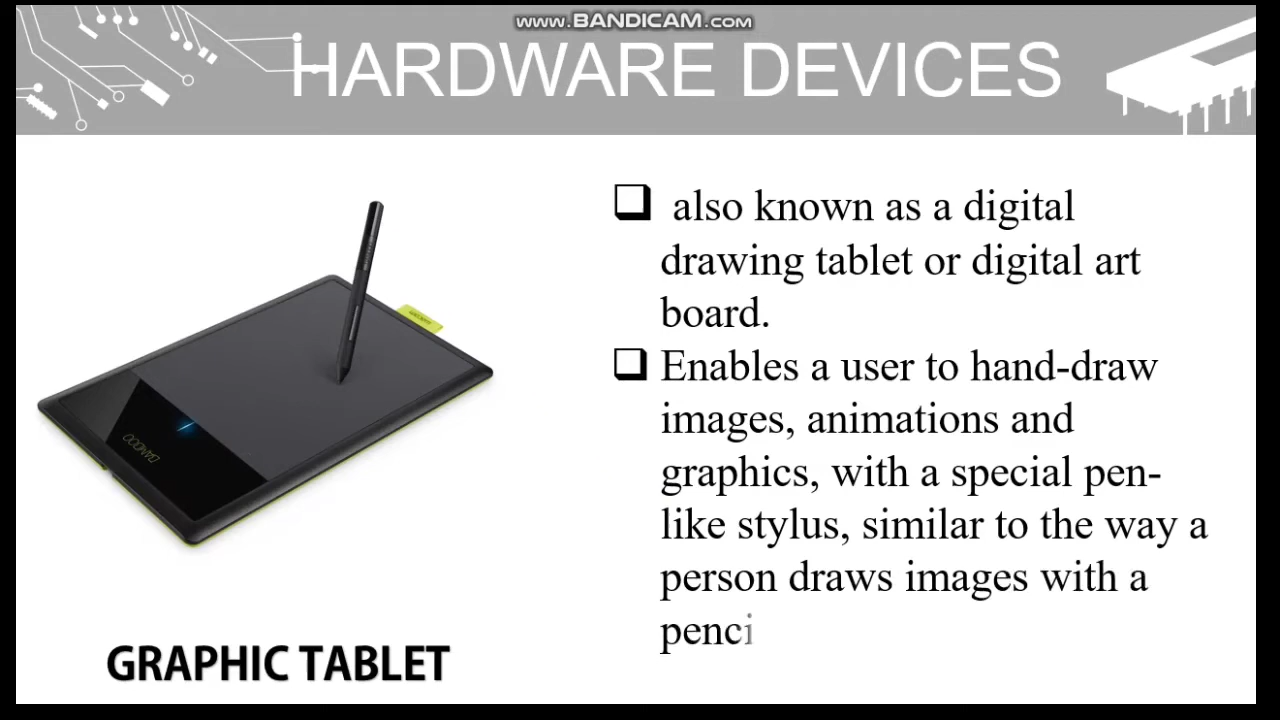 www.BANDICAM.com
HARDWARE DEVICES
also known as a digital
drawing tablet or digital art
board.
Enables a user to hand-draw
images, animations and
graphics, with a special pen-
like stylus, similar to the way a
person draws images with a
penci
BAMBOO
GRAPHIC TABLET